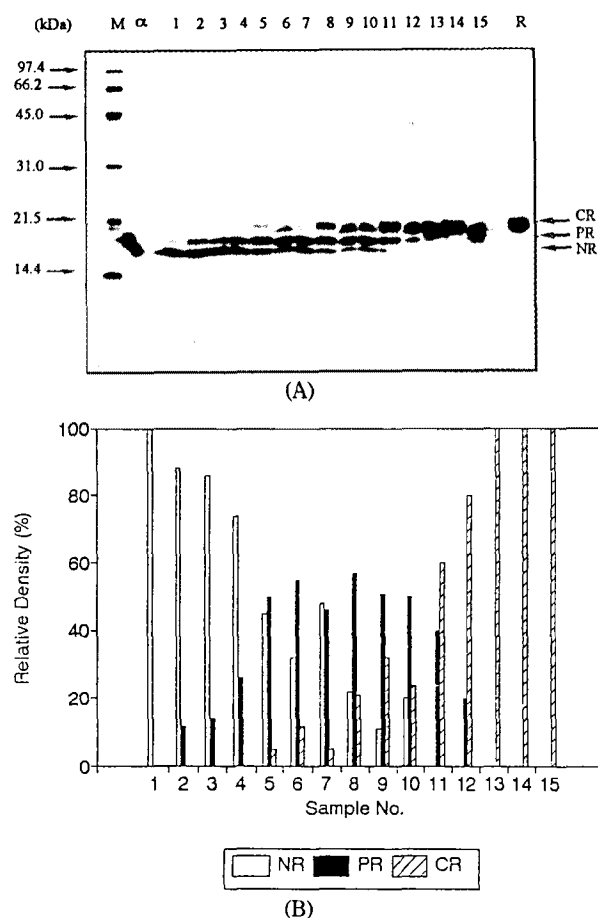 (kDa) M α 1 2 3 4 5 6 7 8 9 10 11 12 13 14 15 R
97.4
66.2
45.0
31.0
21.5
CR
PR
NR
14.4
(A)
100
80
60
40
20
0
Relative Density (%)
1 2 3 4 5 6 7 8 9 10 11 12 13 14 15
Sample No.
NR PR CR
(B)